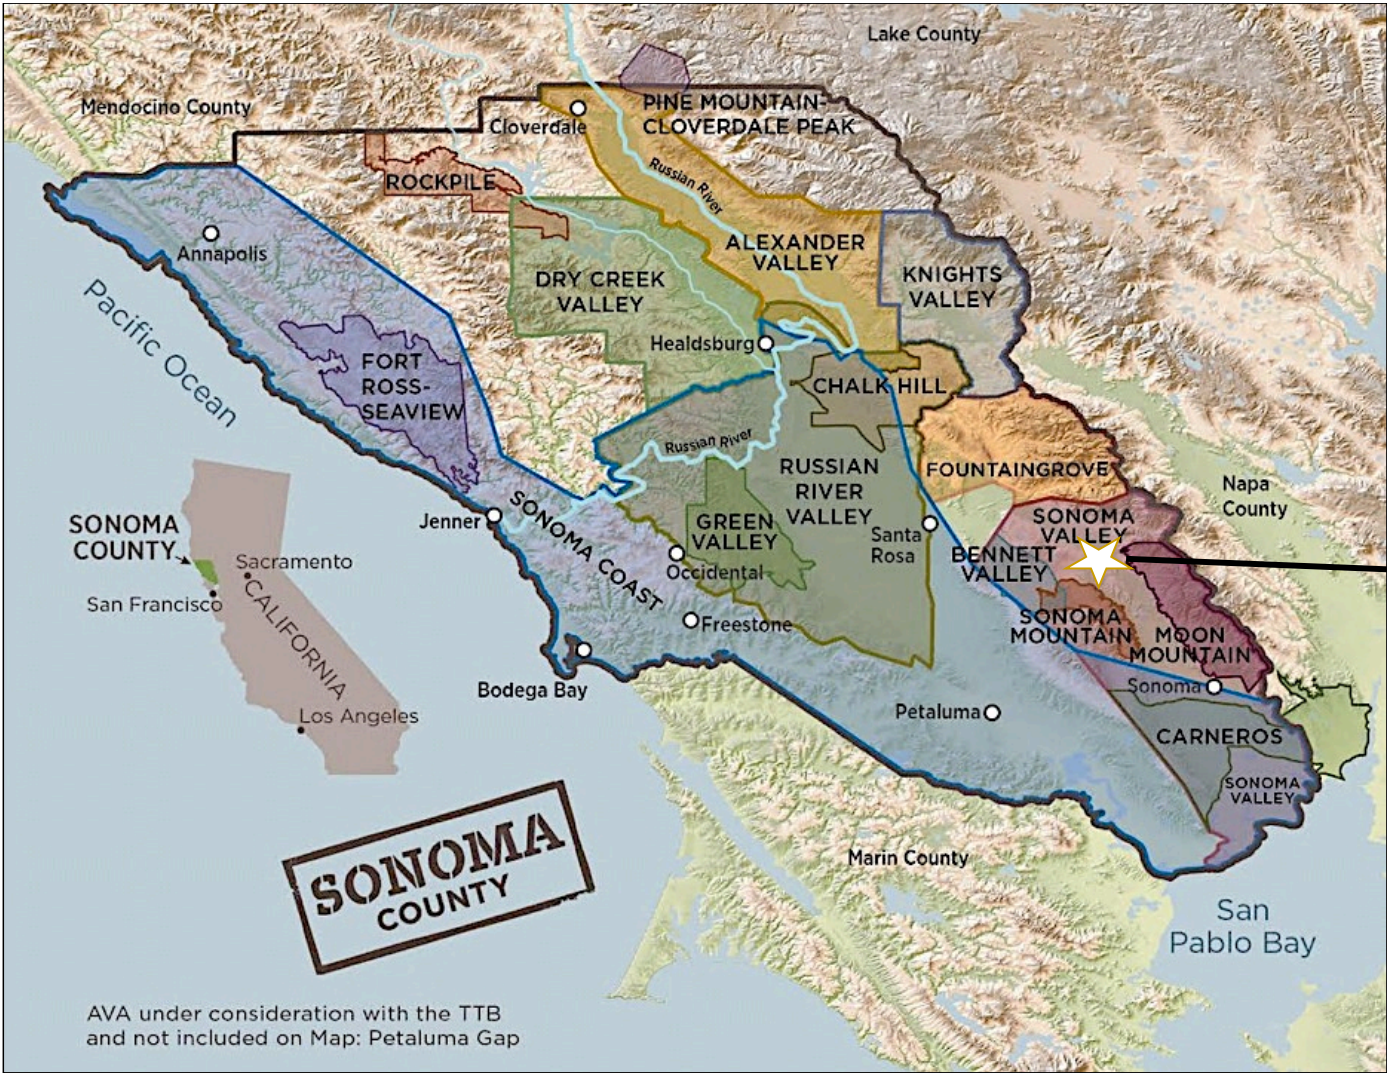 Lake County
Mendocino County
PINE MOUNTAIN-
CLOVERDALE PEAK
Cloverdale
Russian River
ROCKPILE
Annapolis
ALEXANDER
VALLEY
KNIGHTS
VALLEY
DRY CREEK
VALLEY
Pacific Ocean
Healdsburg
FORT
ROSS-
SEAVIEW
CHALK HILL
Russian River
FOUNTAINGROVE
RUSSIAN
RIVER
VALLEY
Napa
County
SONOMA COAST
Jenner
GREEN
VALLEY
Santa
Rosa
SONOMA
VALLEY
BENNETT
VALLEY
SONOMA
COUNTY
Sacramento
San Francisco
CALIFORNIA
Los Angeles
Occidental
Freestone
SONOMA
MOUNTAIN
MOON
MOUNTAIN
Bodega Bay
Sonoma
Petaluma
CARNEROS
SONOMA
VALLEY
SONOMA
COUNTY
Marin County
San
Pablo Bay
AVA under consideration with the TTB
and not included on Map: Petaluma Gap